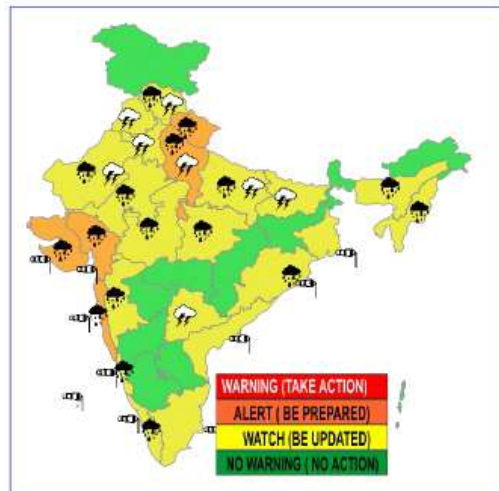 WARNING (TAKE ACTION)
ALERT ( BE PREPARED)
WATCH (BE UPDATED)
NO WARNING ( NO ACTION)